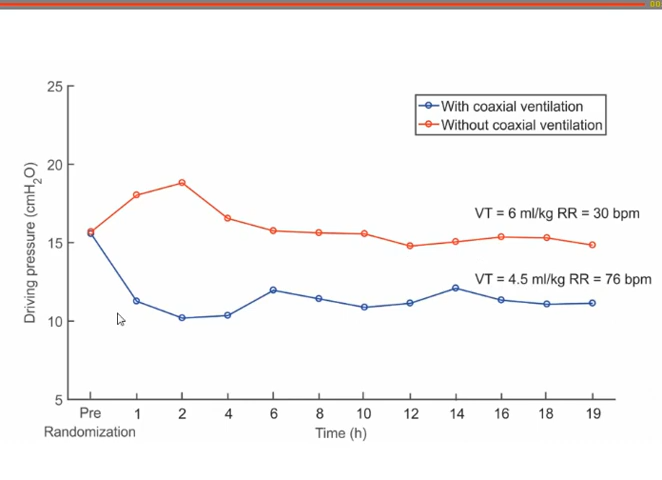 00
25
With coaxial ventilation
Without coaxial ventilation
20
VT = 6 ml/kg RR = 30 bpm
15
VT = 4.5 ml/kg RR = 76 bpm
10
5
Driving pressure (cmH2O)
Pre 1 2 4 6 8 10 12 14 16 18 19
Randomization
Time (h)